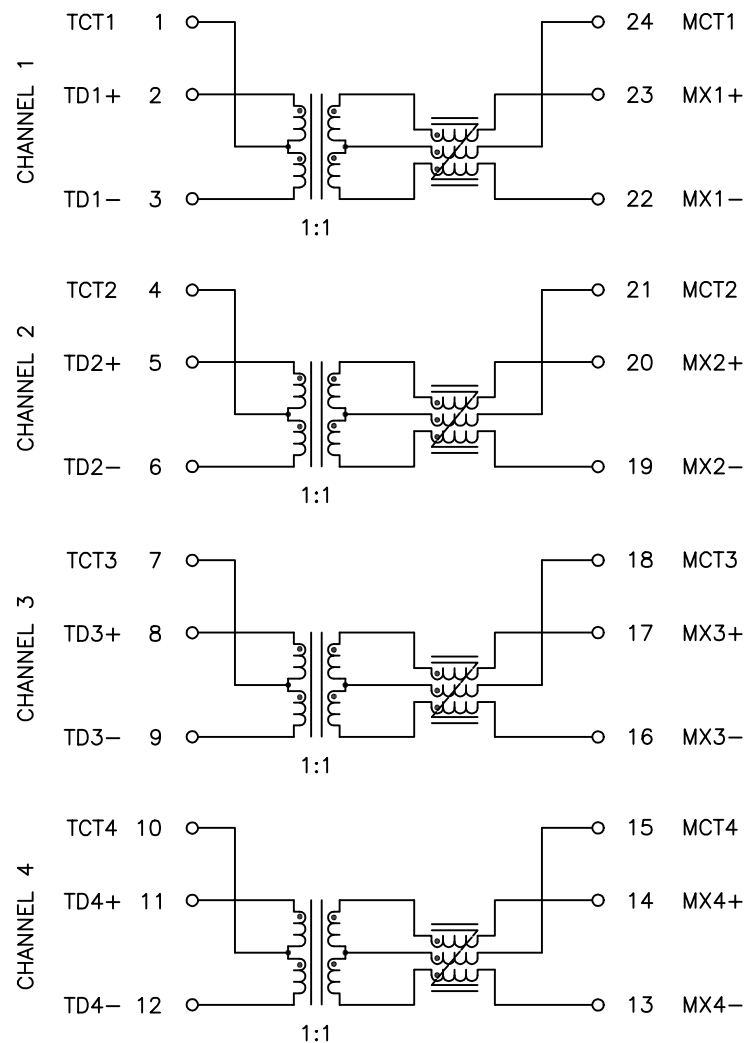 CHANNEL 1
TCT1 1 24 MCT1
TD1+ 2 23 MX1+
TD1− 3 22 MX1−
1:1
CHANNEL 2
TCT2 4 21 MCT2
TD2+ 5 20 MX2+
TD2− 6 19 MX2−
1:1
CHANNEL 3
TCT3 7 18 MCT3
TD3+ 8 17 MX3+
TD3− 9 16 MX3−
1:1
CHANNEL 4
TCT4 10 15 MCT4
TD4+ 11 14 MX4+
TD4− 12 13 MX4−
1:1